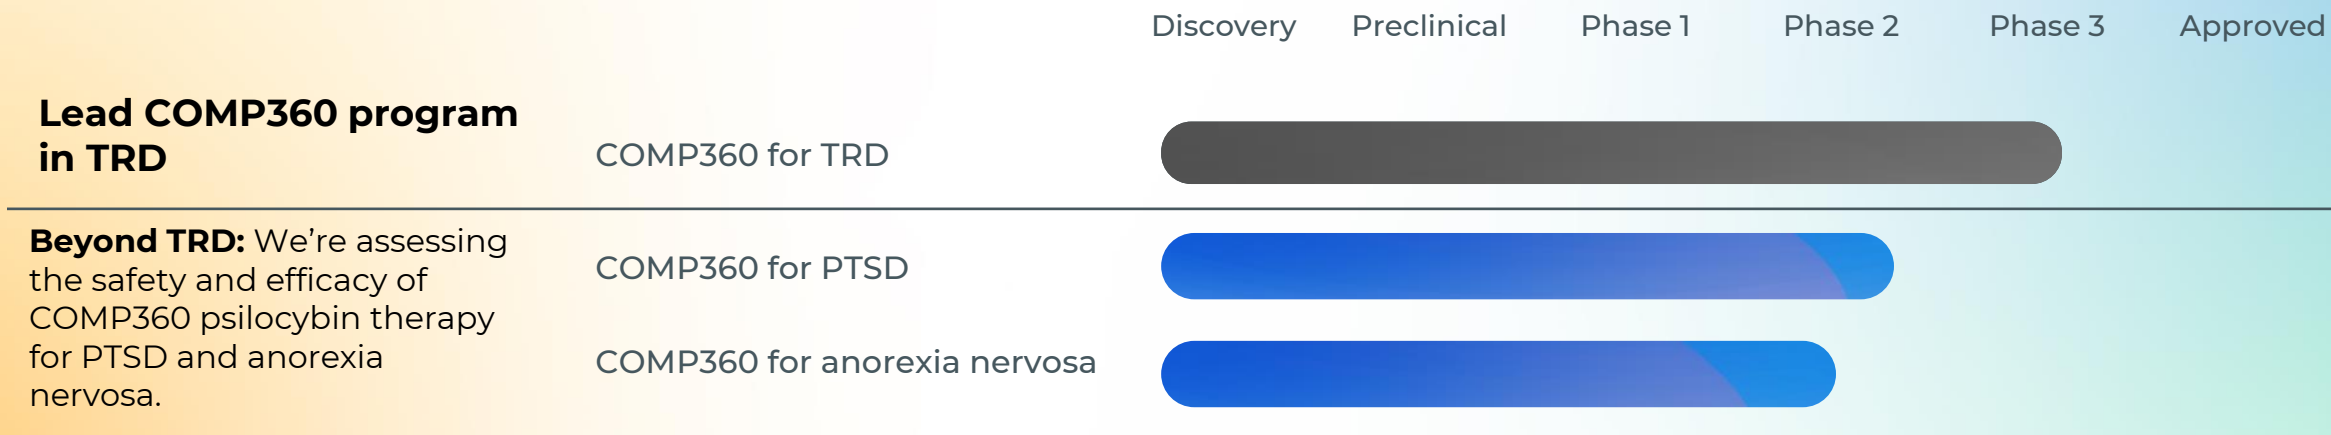 Discovery Preclinical Phase 1 Phase 2 Phase 3 Approved
Lead COMP360 program
in TRD
COMP360 for TRD
Beyond TRD: We’re assessing
the safety and efficacy of
COMP360 psilocybin therapy
for PTSD and anorexia
nervosa.
COMP360 for PTSD
COMP360 for anorexia nervosa